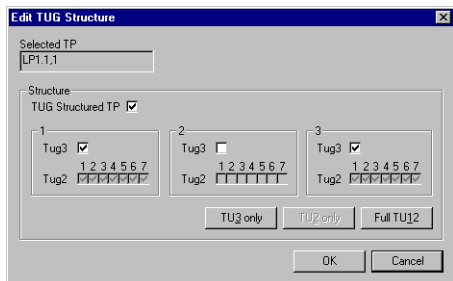 Edit TUG Structure
Selected TP
LP1.1,1
Structure
TUG Structured TP
1 2 3
Tug3 Tug3 Tug3
1 2 3 4 5 6 7 1 2 3 4 5 6 7 1 2 3 4 5 6 7
Tug2 Tug2 Tug2
TU3 only TU2 only Full TU12
OK Cancel